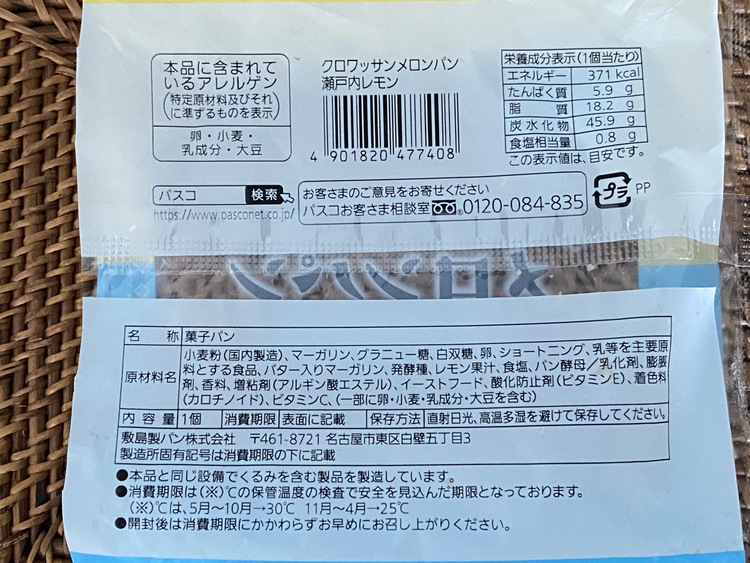 本品に含まれて
いるアレルゲン
(特定原材料及びそれ
に準ずるものを表示)
卵・小麦・
乳成分・大豆
クロワッサンメロンパン
瀬戸内レモン
4 901820 477408
栄養成分表示(1個当たり)
エネルギー 371 kcal
たんぱく質 5.9 g
脂質 18.2 g
炭水化物 45.9 g
食塩相当量 0.8 g
この表示値は、目安です。
パスコ 検索
https://www.pasconet.co.jp/
お客さまのご意見をお寄せください
パスコお客さま相談室 0120-084-835
プラ PP
メロンパン
名称 菓子パン
原材料名 小麦粉(国内製造)、マーガリン、グラニュー糖、白双糖、卵、ショートニング、乳等を主要原
料とする食品、バター入りマーガリン、発酵種、レモン果汁、食塩、パン酵母/乳化剤、膨脹
剤、香料、増粘剤(アルギン酸エステル)、イーストフード、酸化防止剤(ビタミンE)、着色料
(カロチノイド)、ビタミンC、(一部に卵・小麦・乳成分・大豆を含む)
内容量 1個 消費期限 表面に記載 保存方法 直射日光、高温多湿を避けて保存してください。
敷島製パン株式会社 〒461-8721 名古屋市東区白壁五丁目3
製造所固有記号は消費期限の下に記載
●本品と同じ設備でくるみを含む製品を製造しています。
●消費期限は(※)℃の保管温度の検査で安全を見込んだ期限となっております。
(※)℃は、5月〜10月→30℃ 11月〜4月→25℃
●開封後は消費期限にかかわらずお早めにお召し上がりください。